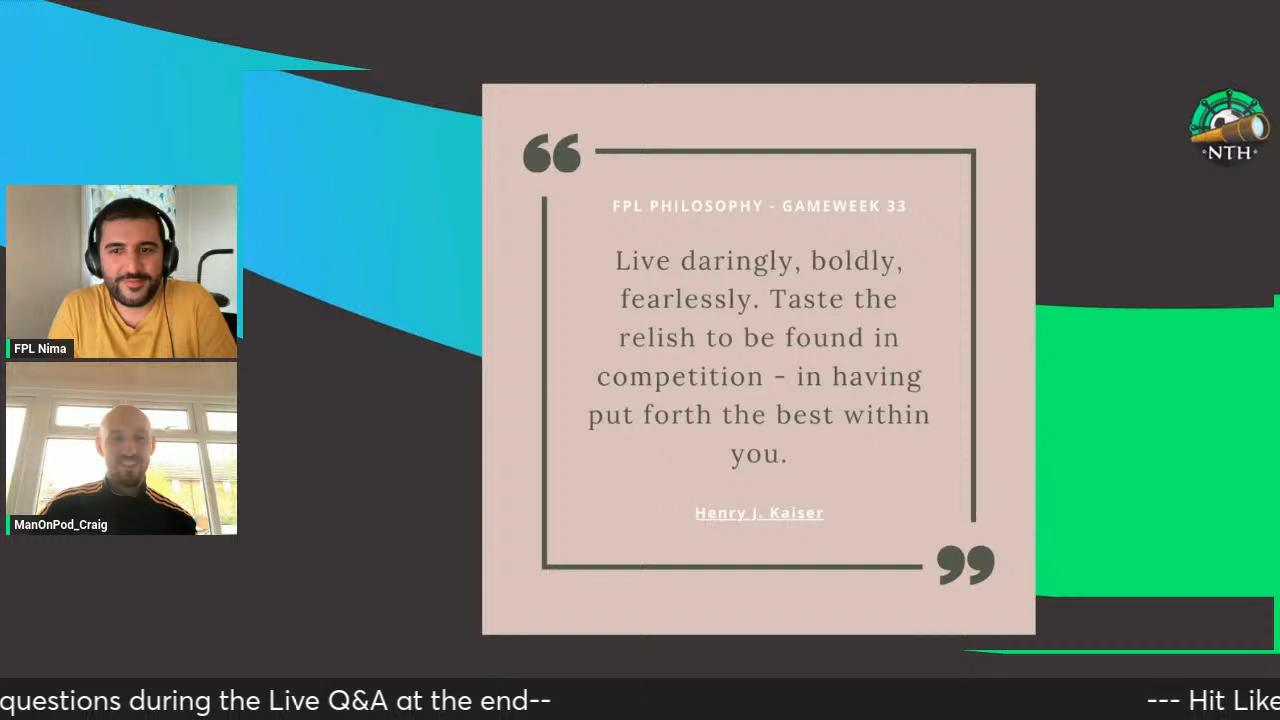 NTH
FPL PHILOSOPHY - GAMEWEEK 33
Live daringly, boldly,
fearlessly. Taste the
relish to be found in
competition - in having
put forth the best within
you.
Henry J. Kaiser
FPL Nima
ManOnPod_Craig
questions during the Live Q&A at the end-- --- Hit Like